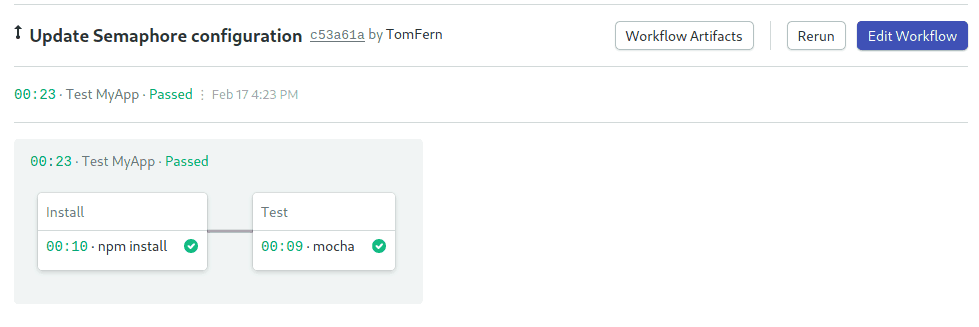 Update Semaphore configuration c53a61a by TomFern Workflow Artifacts Rerun Edit Workflow
00:23 · Test MyApp · Passed ⋮ Feb 17 4:23 PM
00:23 · Test MyApp · Passed
Install Test
00:10 · npm install 00:09 · mocha